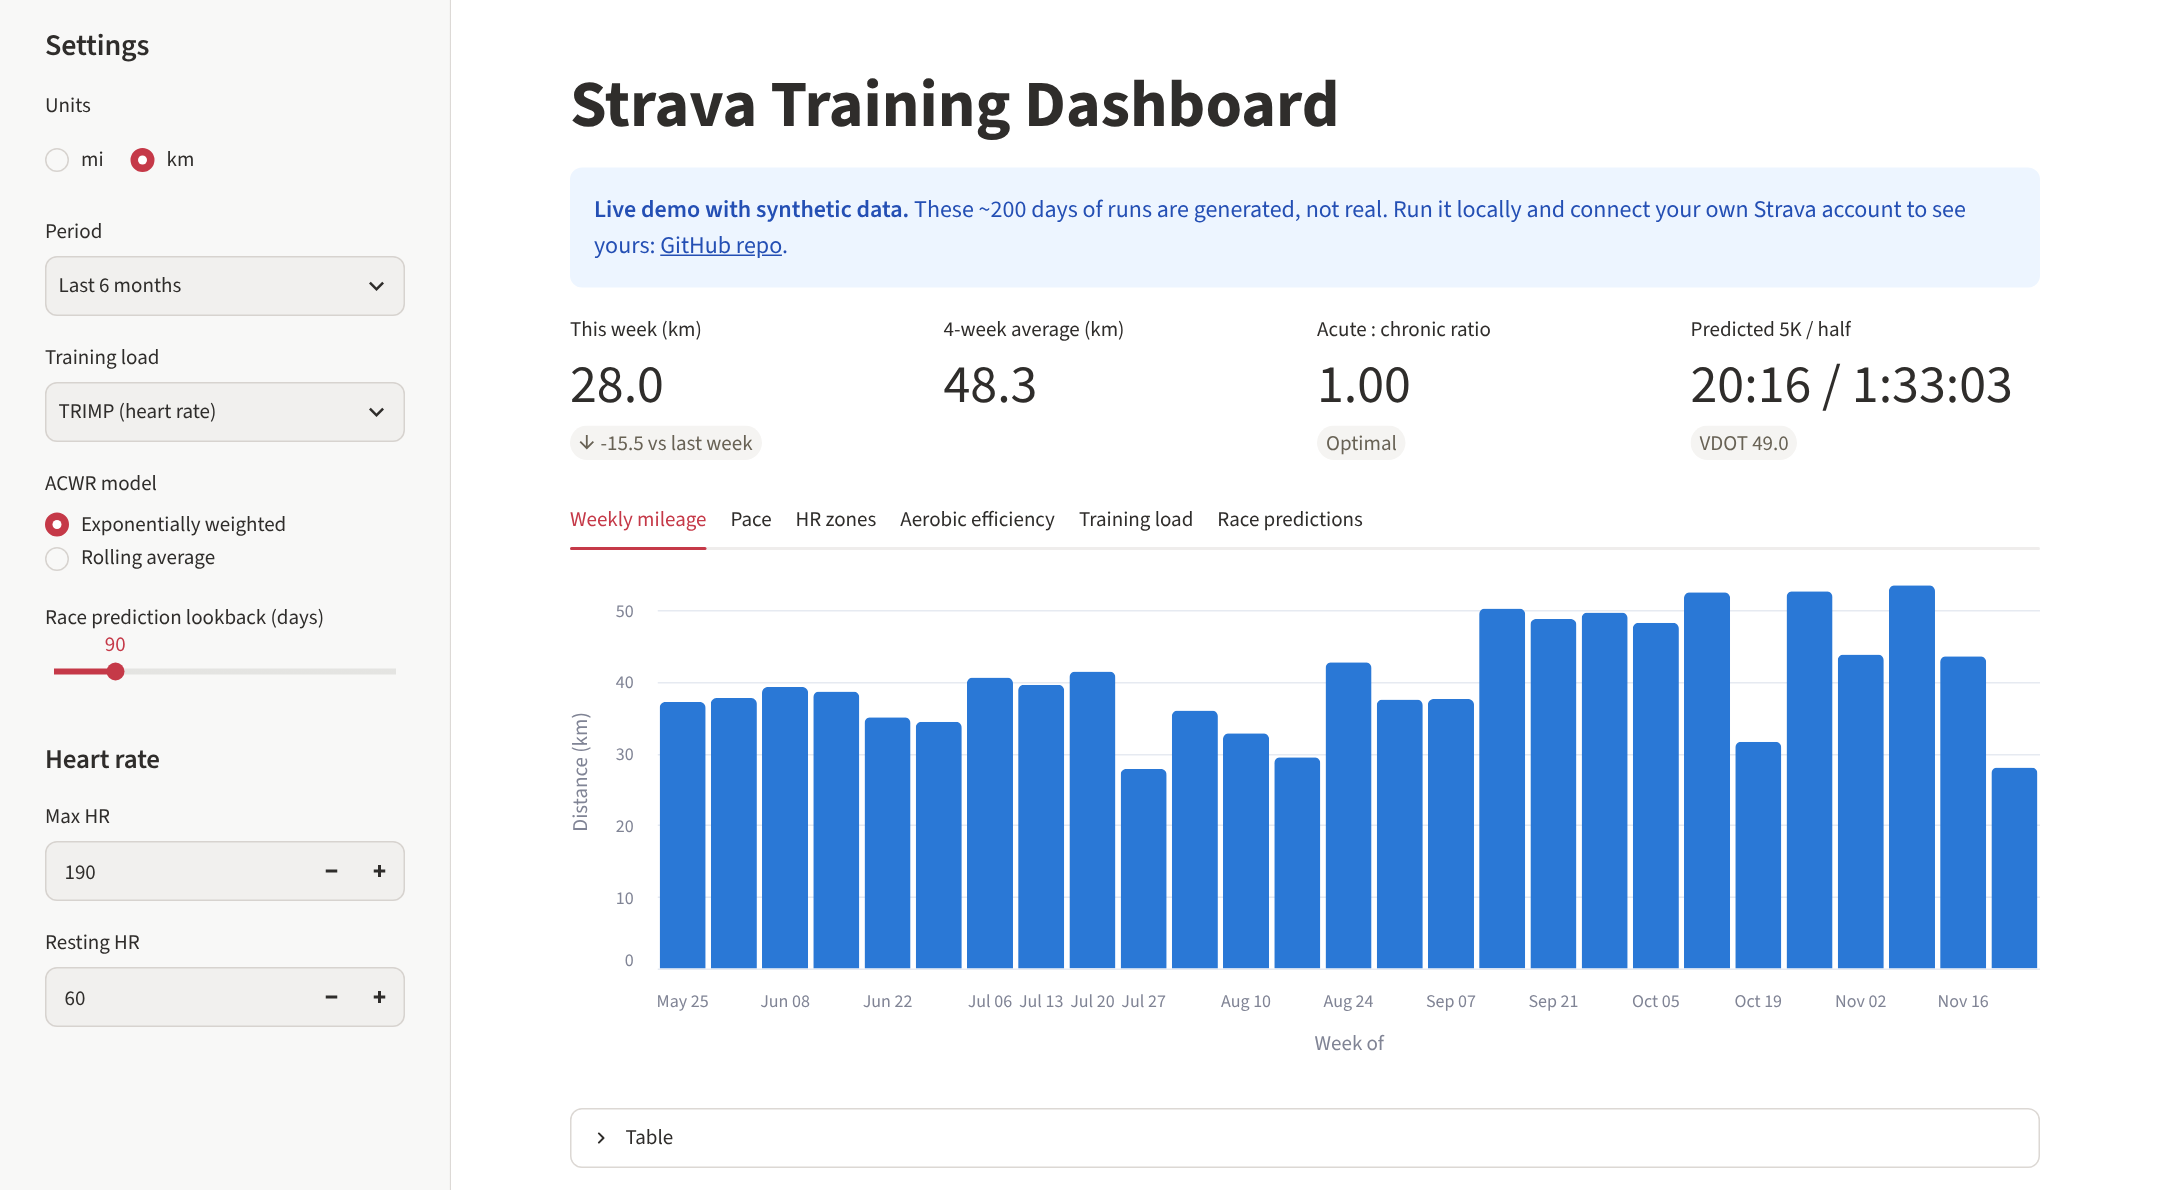 Settings
Units
mi km
Period
Last 6 months
Training load
TRIMP (heart rate)
ACWR model
Exponentially weighted
Rolling average
Race prediction lookback (days)
90
Heart rate
Max HR
190 − +
Resting HR
60 − +
Strava Training Dashboard
Live demo with synthetic data. These ~200 days of runs are generated, not real. Run it locally and connect your own Strava account to see
yours: GitHub repo.
This week (km)
28.0
↓ -15.5 vs last week
4-week average (km)
48.3
Acute : chronic ratio
1.00
Optimal
Predicted 5K / half
20:16 / 1:33:03
VDOT 49.0
Weekly mileage Pace HR zones Aerobic efficiency Training load Race predictions
Distance (km)
50
40
30
20
10
0
May 25 Jun 08 Jun 22 Jul 06 Jul 13 Jul 20 Jul 27 Aug 10 Aug 24 Sep 07 Sep 21 Oct 05 Oct 19 Nov 02 Nov 16
Week of
Table